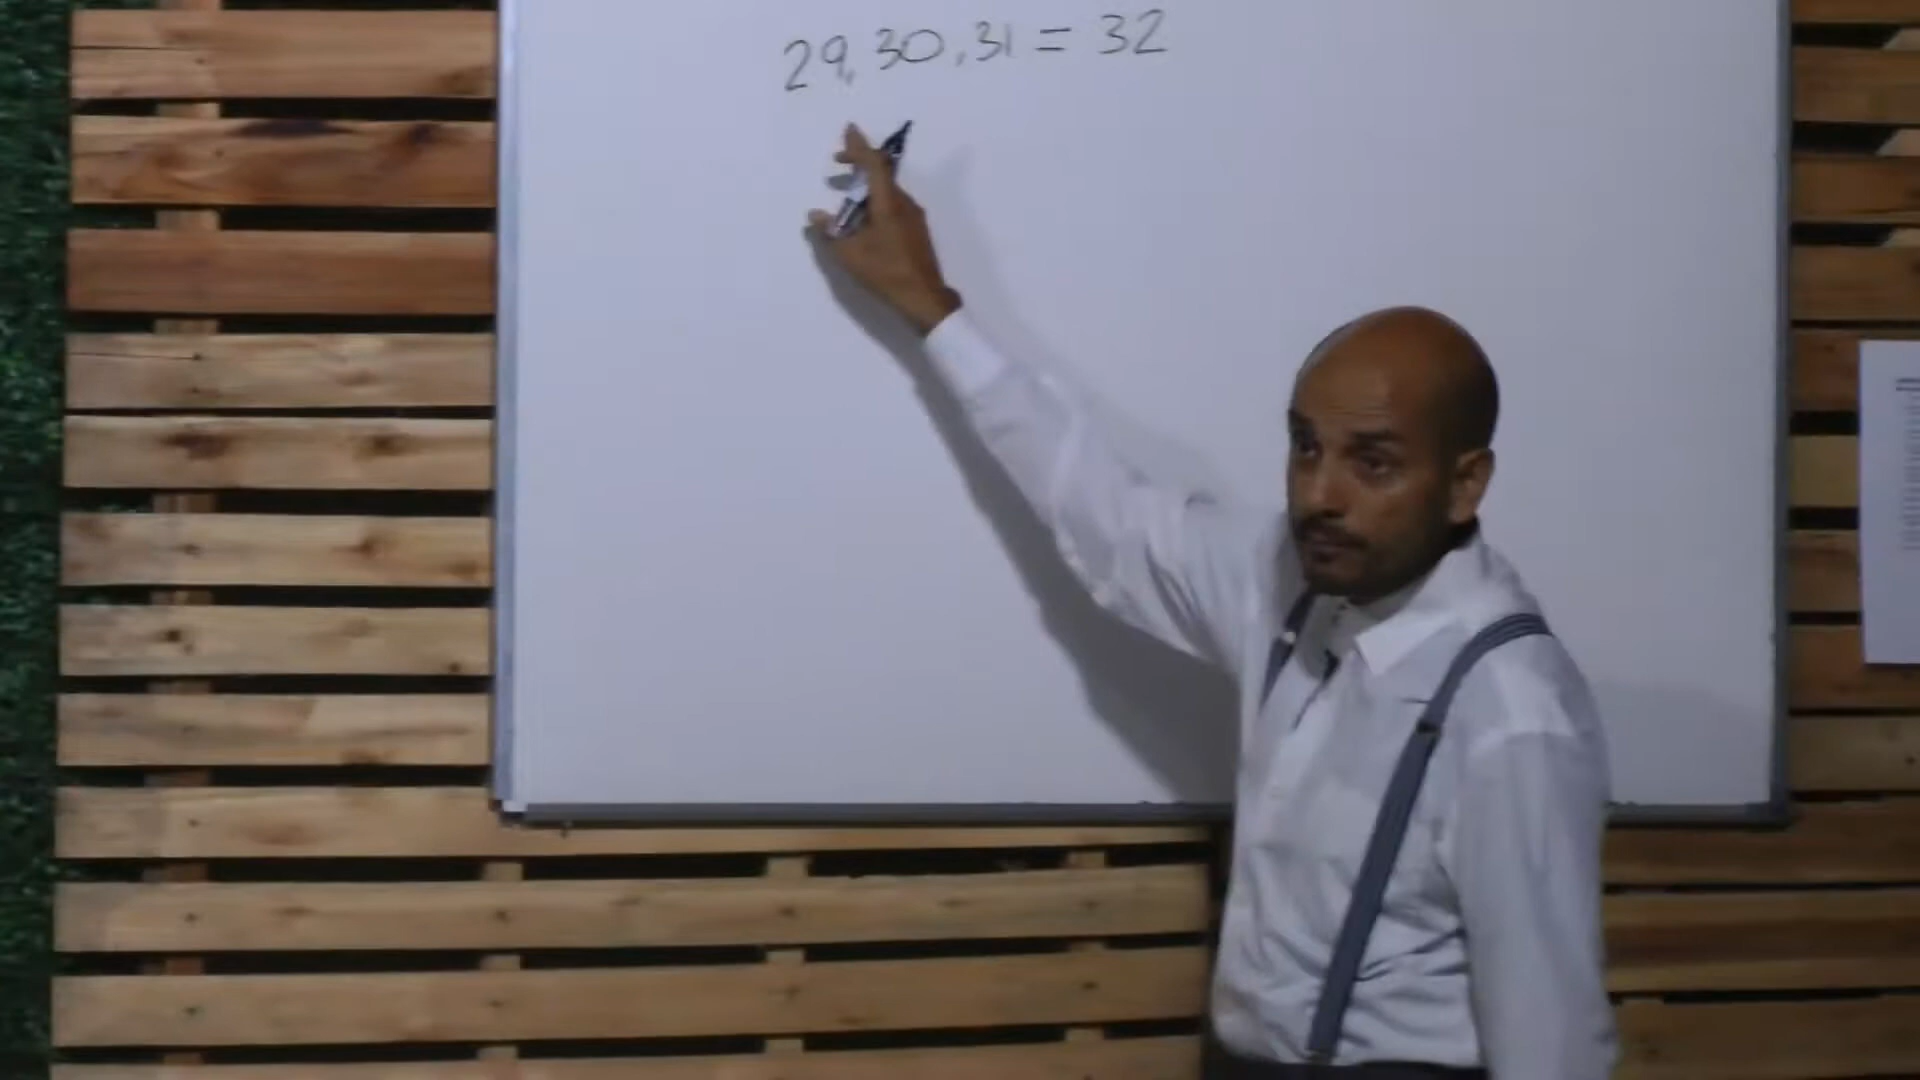 29, 30, 31 = 32